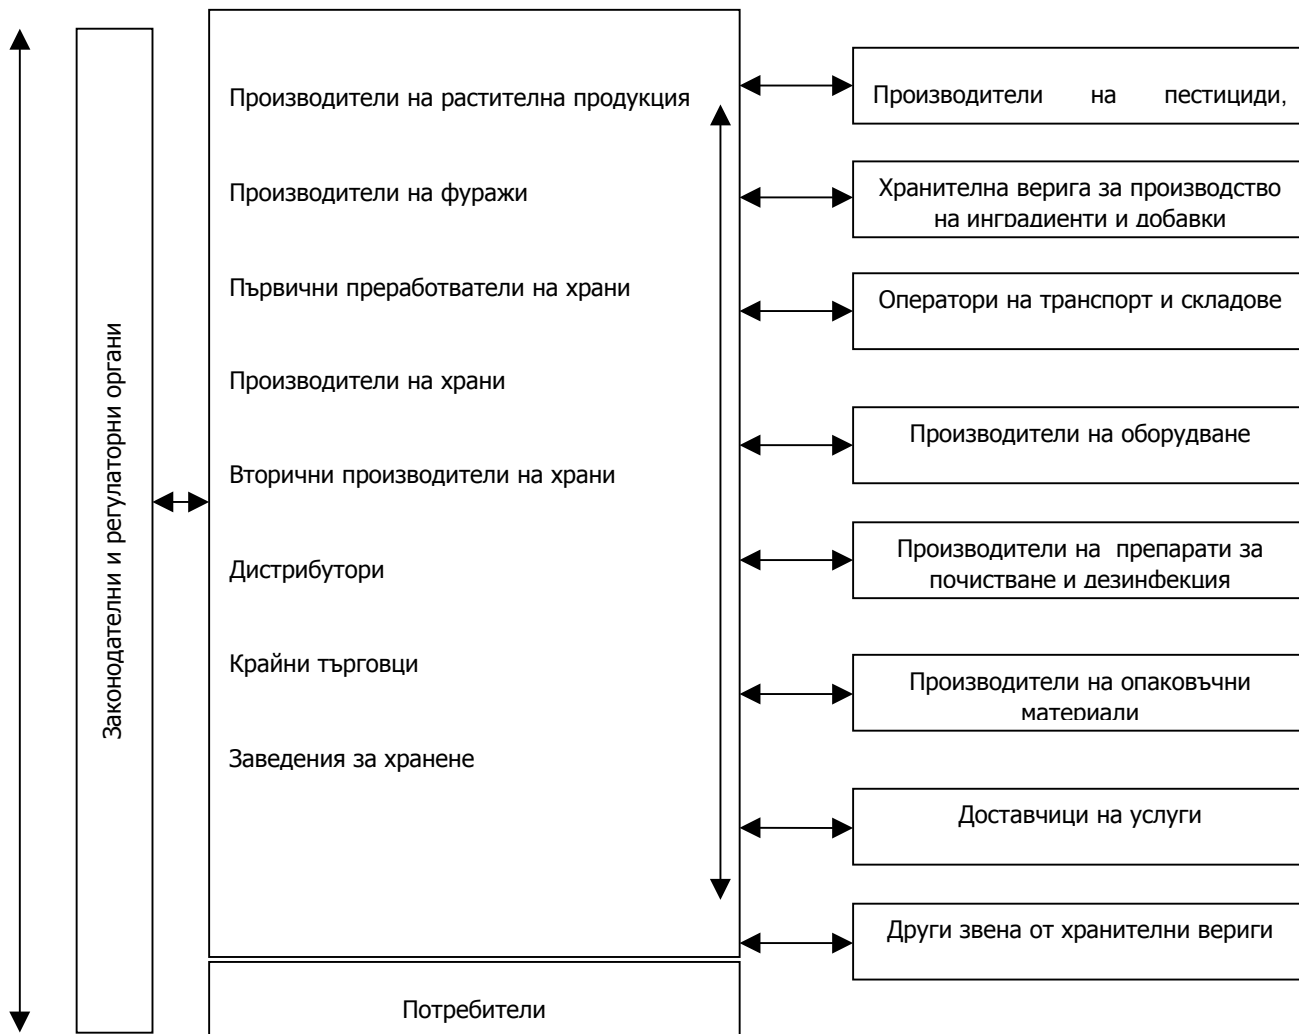 Законодателни и регулаторни органи
Производители на растителна продукция
Производители на фуражи
Първични преработватели на храни
Производители на храни
Вторични производители на храни
Дистрибутори
Крайни търговци
Заведения за хранене
Потребители
Производители на пестициди,
Хранителна верига за производство
на инградиенти и добавки
Оператори на транспорт и складове
Производители на оборудване
Производители на препарати за
почистване и дезинфекция
Производители на опаковъчни
материали
Доставчици на услуги
Други звена от хранителни вериги